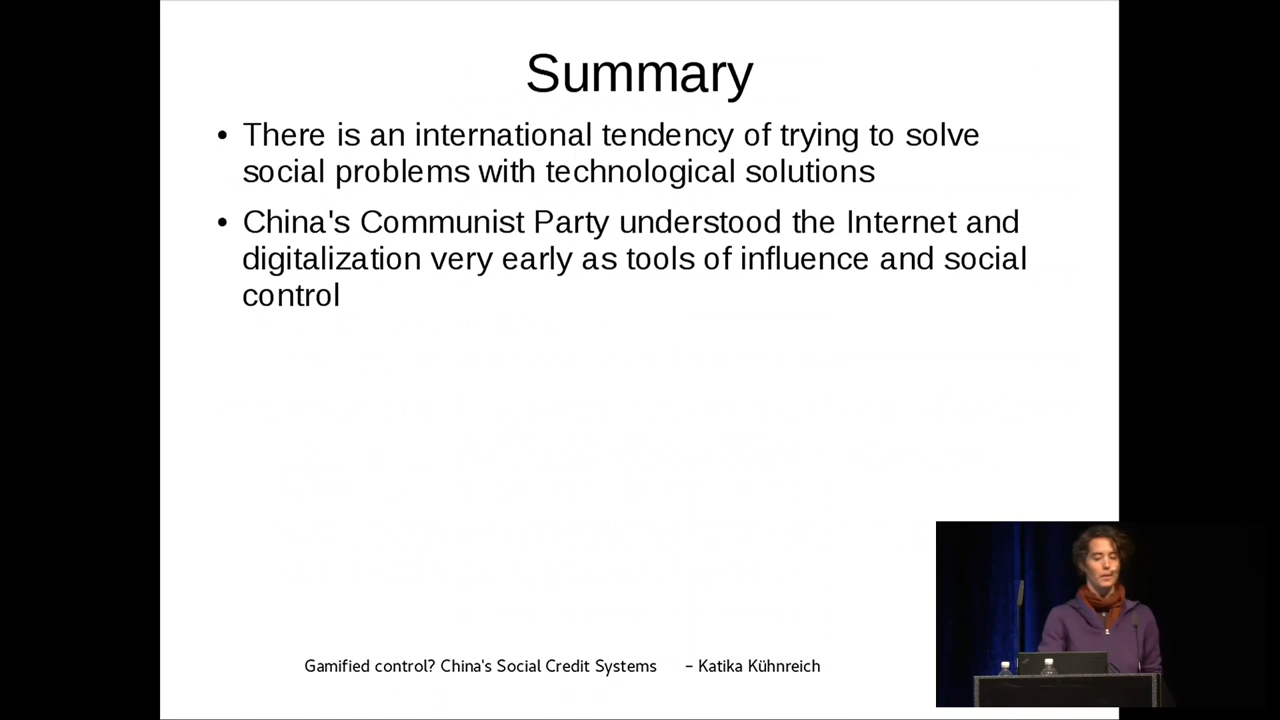 Summary
• There is an international tendency of trying to solve
social problems with technological solutions
• China's Communist Party understood the Internet and
digitalization very early as tools of influence and social
control
Gamified control? China's Social Credit Systems – Katika Kühnreich